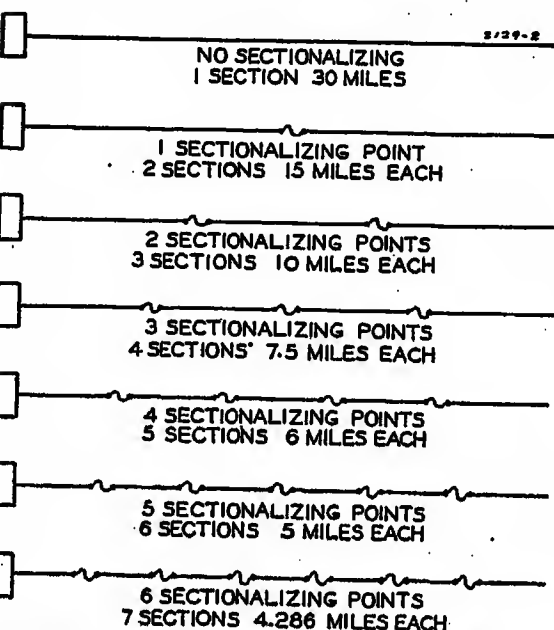 3129-2
NO SECTIONALIZING
1 SECTION 30 MILES
1 SECTIONALIZING POINT
2 SECTIONS 15 MILES EACH
2 SECTIONALIZING POINTS
3 SECTIONS 10 MILES EACH
3 SECTIONALIZING POINTS
4 SECTIONS 7.5 MILES EACH
4 SECTIONALIZING POINTS
5 SECTIONS 6 MILES EACH
5 SECTIONALIZING POINTS
6 SECTIONS 5 MILES EACH
6 SECTIONALIZING POINTS
7 SECTIONS 4.286 MILES EACH